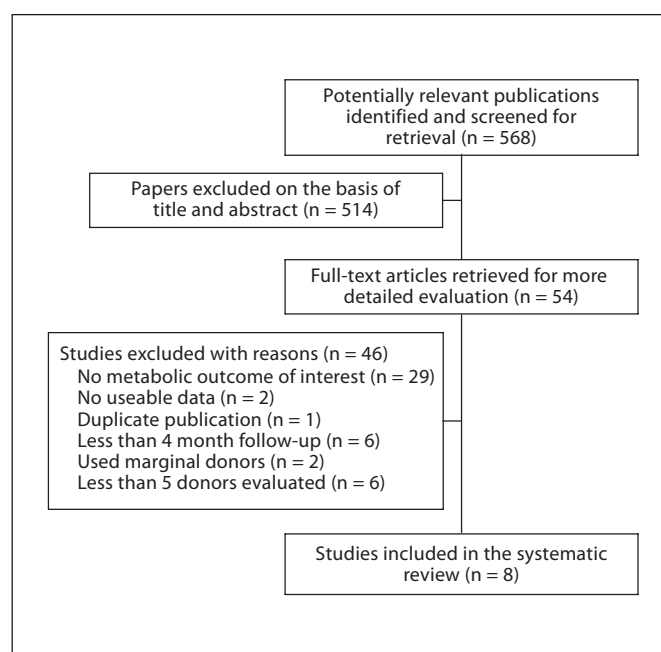 Potentially relevant publications
identified and screened for
retrieval (n = 568)
Papers excluded on the basis of
title and abstract (n = 514)
Full-text articles retrieved for more
detailed evaluation (n = 54)
Studies excluded with reasons (n = 46)
No metabolic outcome of interest (n = 29)
No useable data (n = 2)
Duplicate publication (n = 1)
Less than 4 month follow-up (n = 6)
Used marginal donors (n = 2)
Less than 5 donors evaluated (n = 6)
Studies included in the systematic
review (n = 8)